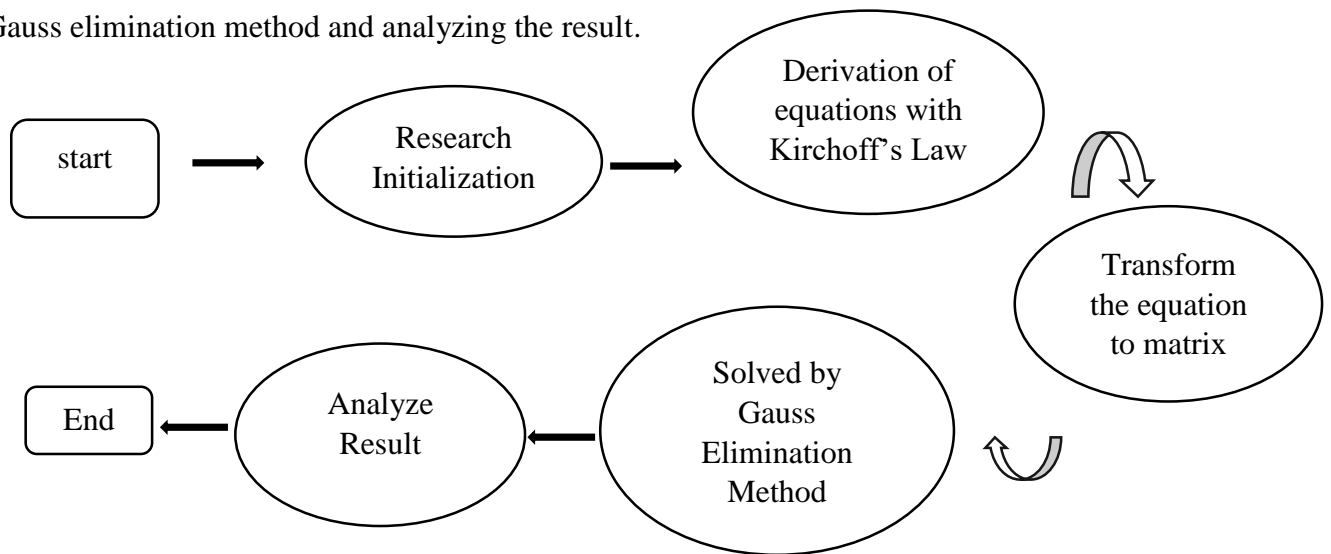 Gauss elimination method and analyzing the result.
start
Research
Initialization
Derivation of
equations with
Kirchoff’s Law
Transform
the equation
to matrix
Solved by
Gauss
Elimination
Method
Analyze
Result
End